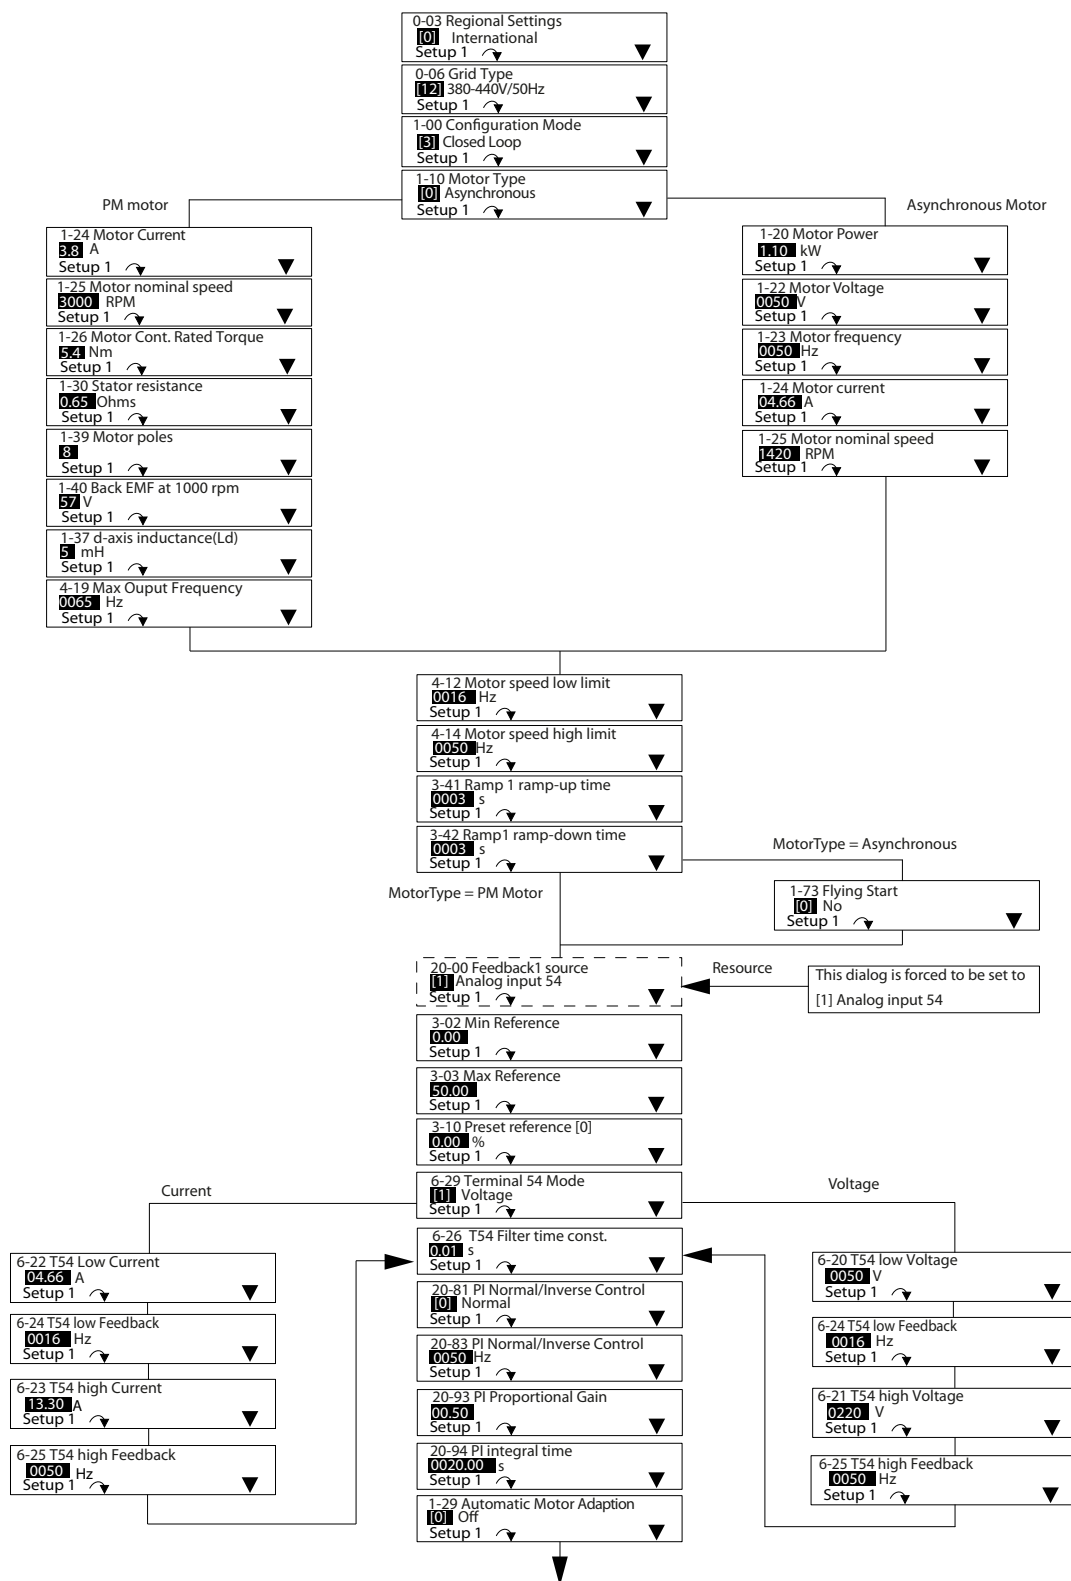 0-03 Regional Settings
[0] International
Setup 1
0-06 Grid Type
[12] 380-440V/50Hz
Setup 1
1-00 Configuration Mode
[3] Closed Loop
Setup 1
1-10 Motor Type
[0] Asynchronous
Setup 1
PM motor
Asynchronous Motor
1-24 Motor Current
3.8 A
Setup 1
1-25 Motor nominal speed
3000 RPM
Setup 1
1-26 Motor Cont. Rated Torque
5.4 Nm
Setup 1
1-30 Stator resistance
0.65 Ohms
Setup 1
1-39 Motor poles
8
Setup 1
1-40 Back EMF at 1000 rpm
57 V
Setup 1
1-37 d-axis inductance(Ld)
5 mH
Setup 1
4-19 Max Ouput Frequency
0065 Hz
Setup 1
1-20 Motor Power
1.10 kW
Setup 1
1-22 Motor Voltage
0050 V
Setup 1
1-23 Motor frequency
0050 Hz
Setup 1
1-24 Motor current
04.66 A
Setup 1
1-25 Motor nominal speed
1420 RPM
Setup 1
4-12 Motor speed low limit
0016 Hz
Setup 1
4-14 Motor speed high limit
0050 Hz
Setup 1
3-41 Ramp 1 ramp-up time
0003 s
Setup 1
3-42 Ramp1 ramp-down time
0003 s
Setup 1
MotorType = Asynchronous
MotorType = PM Motor
1-73 Flying Start
[0] No
Setup 1
20-00 Feedback1 source
[1] Analog input 54
Setup 1
Resource
This dialog is forced to be set to
[1] Analog input 54
3-02 Min Reference
0.00
Setup 1
3-03 Max Reference
50.00
Setup 1
3-10 Preset reference [0]
0.00 %
Setup 1
6-29 Terminal 54 Mode
[1] Voltage
Setup 1
Current
Voltage
6-22 T54 Low Current
04.66 A
Setup 1
6-24 T54 low Feedback
0016 Hz
Setup 1
6-23 T54 high Current
13.30 A
Setup 1
6-25 T54 high Feedback
0050 Hz
Setup 1
6-26 T54 Filter time const.
0.01 s
Setup 1
20-81 PI Normal/Inverse Control
[0] Normal
Setup 1
20-83 PI Normal/Inverse Control
0050 Hz
Setup 1
20-93 PI Proportional Gain
00.50
Setup 1
20-94 PI integral time
0020.00 s
Setup 1
1-29 Automatic Motor Adaption
[0] Off
Setup 1
6-20 T54 low Voltage
0050 V
Setup 1
6-24 T54 low Feedback
0016 Hz
Setup 1
6-21 T54 high Voltage
0220 V
Setup 1
6-25 T54 high Feedback
0050 Hz
Setup 1